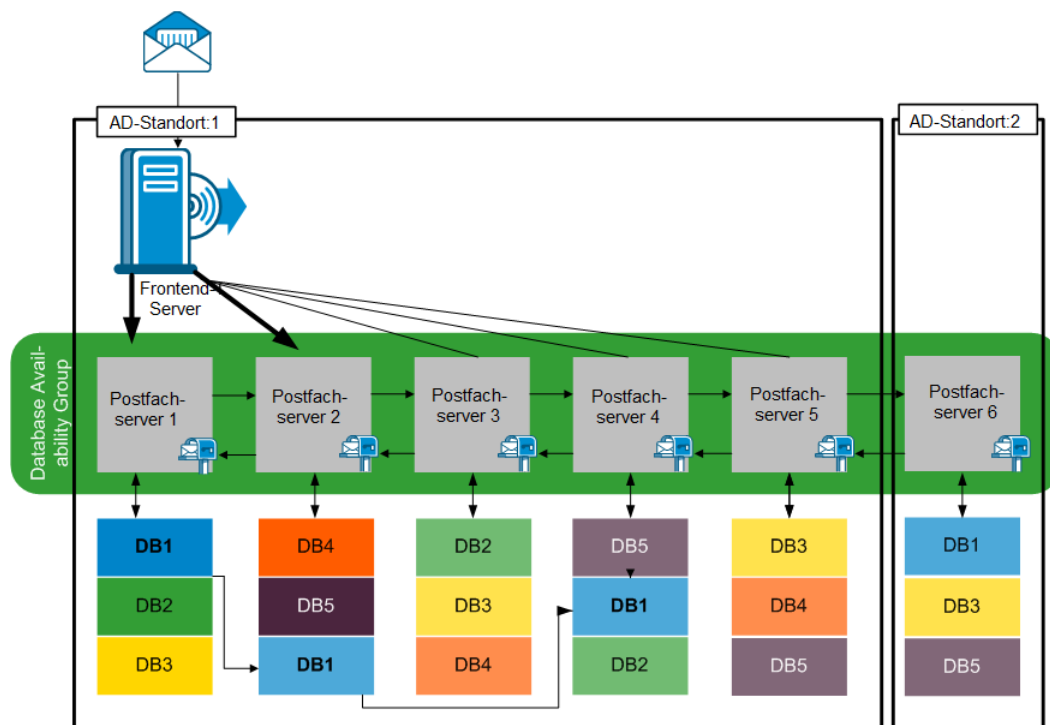 AD-Standort:1
AD-Standort:2
Frontend-
Server
Database Avail-
ability Group
Postfach-
server 1
Postfach-
server 2
Postfach-
server 3
Postfach-
server 4
Postfach-
server 5
Postfach-
server 6
DB1
DB4
DB2
DB5
DB3
DB1
DB2
DB5
DB3
DB1
DB4
DB3
DB3
DB1
DB4
DB2
DB5
DB5